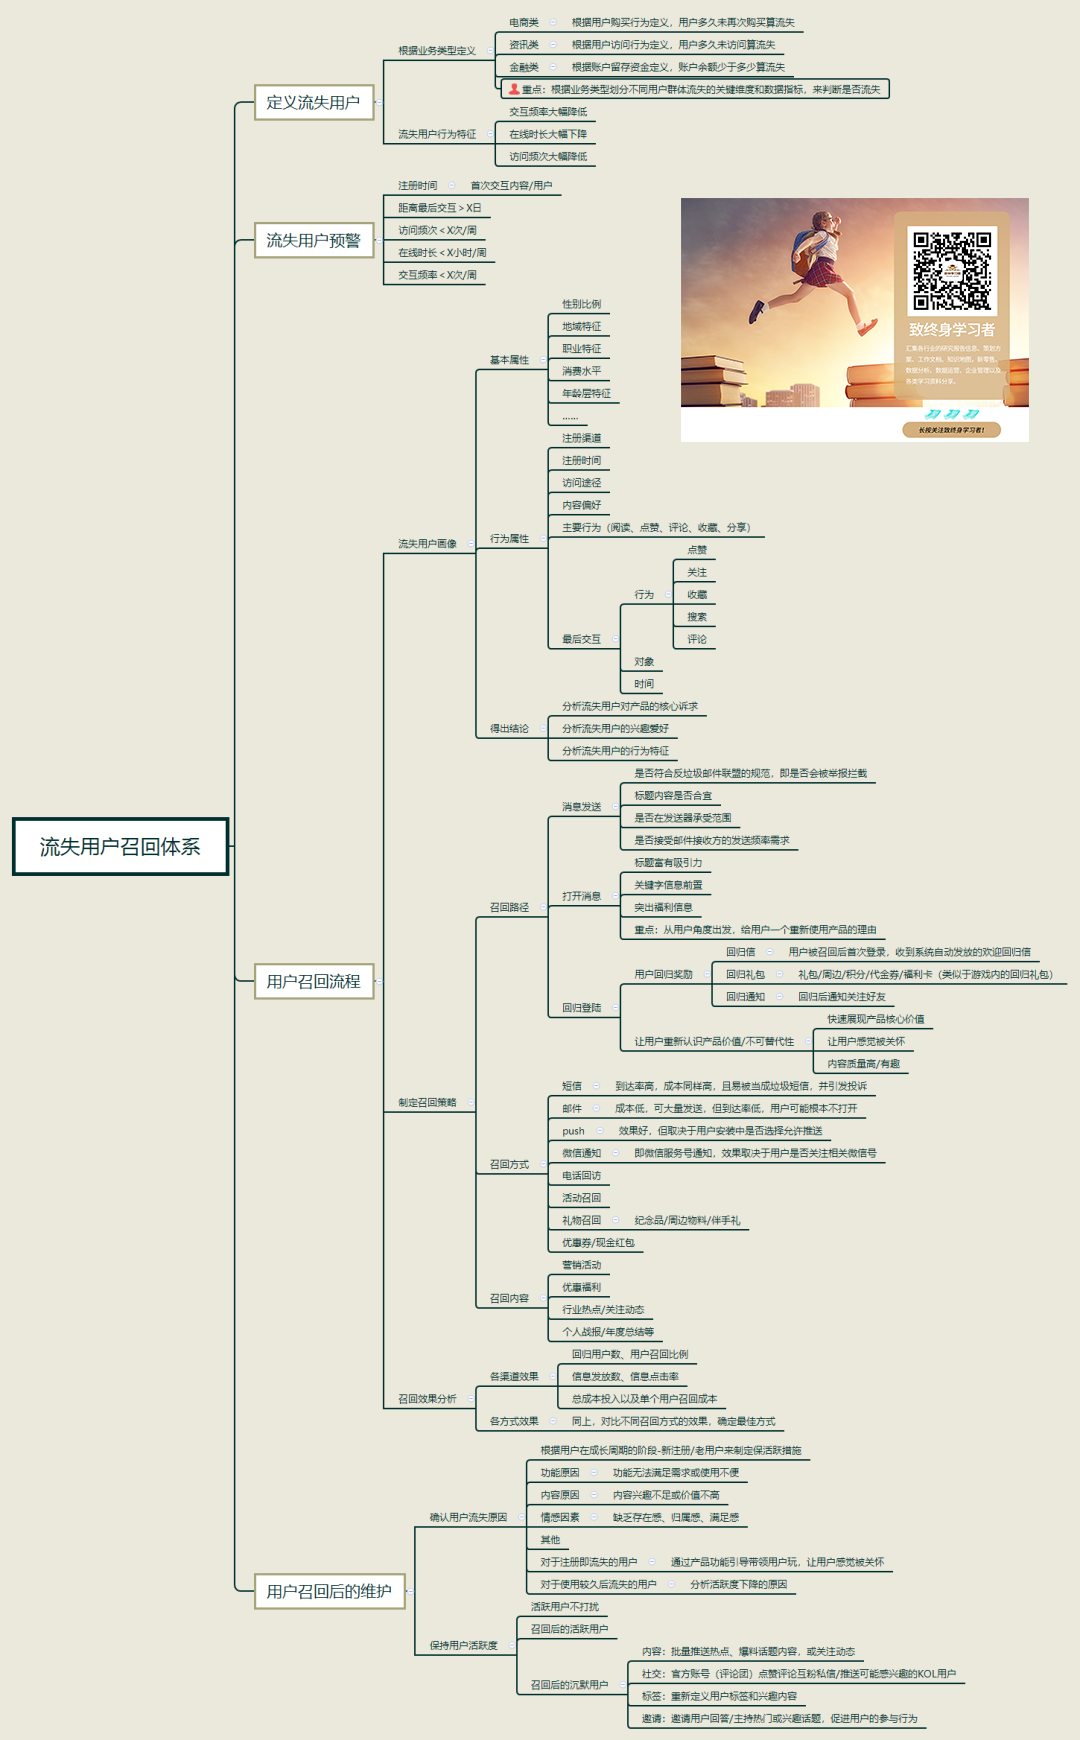 流失用户召回体系
定义流失用户
根据业务类型定义
电商类
根据用户购买行为定义，用户多久未再次购买算流失
资讯类
根据用户访问行为定义，用户多久未访问算流失
金融类
根据账户留存资金定义，账户余额少于多少算流失
重点：根据业务类型划分不同用户群体流失的关键维度和数据指标，来判断是否流失
流失用户行为特征
交互频率大幅降低
在线时长大幅下降
访问频次大幅降低
流失用户预警
注册时间
首次交互内容/用户
距离最后交互＞X日
访问频次＜X次/周
在线时长＜X小时/周
交互频率＜X次/周
用户召回流程
流失用户画像
基本属性
性别比例
地域特征
职业特征
消费水平
年龄层特征
......
行为属性
注册渠道
注册时间
访问途径
内容偏好
主要行为（阅读、点赞、评论、收藏、分享）
最后交互
行为
点赞
关注
收藏
搜索
评论
对象
时间
得出结论
分析流失用户对产品的核心诉求
分析流失用户的兴趣爱好
分析流失用户的行为特征
制定召回策略
召回路径
消息发送
是否符合反垃圾邮件联盟的规范，即是否会被举报拦截
标题内容是否合宜
是否在发送器承受范围
是否接受邮件接收方的发送频率需求
打开消息
标题富有吸引力
关键字信息前置
突出福利信息
重点：从用户角度出发，给用户一个重新使用产品的理由
回归登陆
用户回归奖励
回归信
用户被召回后首次登录，收到系统自动发放的欢迎回归信
回归礼包
礼包/周边/积分/代金券/福利卡（类似于游戏内的回归礼包）
回归通知
回归后通知关注好友
让用户重新认识产品价值/不可替代性
快速展现产品核心价值
让用户感觉被关怀
内容质量高/有趣
召回方式
短信
到达率高，成本同样高，且易被当成垃圾短信，并引发投诉
邮件
成本低，可大量发送，但到达率低，用户可能根本不打开
push
效果好，但取决于用户安装中是否选择允许推送
微信通知
即微信服务号通知，效果取决于用户是否关注相关微信号
电话回访
活动召回
礼物召回
纪念品/周边物料/伴手礼
优惠券/现金红包
召回内容
营销活动
优惠福利
行业热点/关注动态
个人战报/年度总结等
召回效果分析
各渠道效果
回归用户数、用户召回比例
信息发放数、信息点击率
总成本投入以及单个用户召回成本
各方式效果
同上，对比不同召回方式的效果，确定最佳方式
用户召回后的维护
确认用户流失原因
根据用户在成长周期的阶段-新注册/老用户来制定保活跃措施
功能原因
功能无法满足需求或使用不便
内容原因
内容兴趣不足或价值不高
情感因素
缺乏存在感、归属感、满足感
其他
对于注册即流失的用户
通过产品功能引导带领用户玩，让用户感觉被关怀
对于使用较久后流失的用户
分析活跃度下降的原因
保持用户活跃度
活跃用户不打扰
召回后的活跃用户
召回后的沉默用户
内容：批量推送热点、爆料话题内容，或关注动态
社交：官方账号（评论团）点赞评论互粉私信/推送可能感兴趣的KOL用户
标签：重新定义用户标签和兴趣内容
邀请：邀请用户回答/主持热门或兴趣话题，促进用户的参与行为
致终身学习者
汇集各行业的研究报告信息、策划方
案、工作文档、知识地图、新零售、
数据分析、数据运营、企业管理以及
各类学习资料分享。
长按关注致终身学习者！